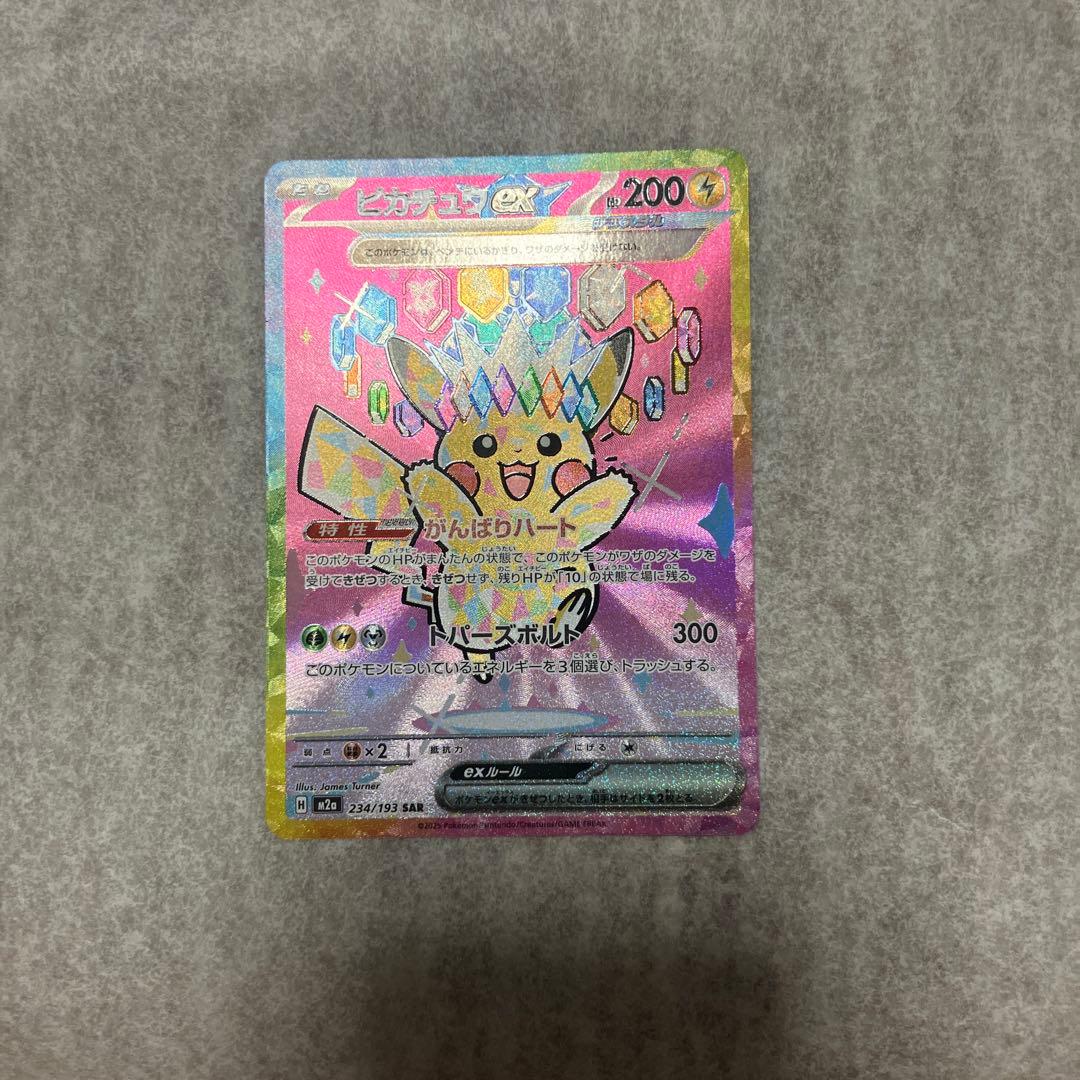 ピカチュウex
HP 200
このポケモンは、ベンチにいるかぎり、ワザのダメージを受けない。
特性 がんばりハート
このポケモンのHPがまんたんの状態で、このポケモンがワザのダメージを
受けてきぜつするとき、きぜつせず、残りHPが「10」の状態で場に残る。
トパーズボルト 300
このポケモンについているエネルギーを3個選び、トラッシュする。
弱点 ×2 抵抗力 にげる
exルール
ポケモンexがきぜつしたとき、相手はサイドを2枚とる。
Illus. James Turner
H m2a 234/193 SAR
©2025 Pokémon/Nintendo/Creatures/GAME FREAK